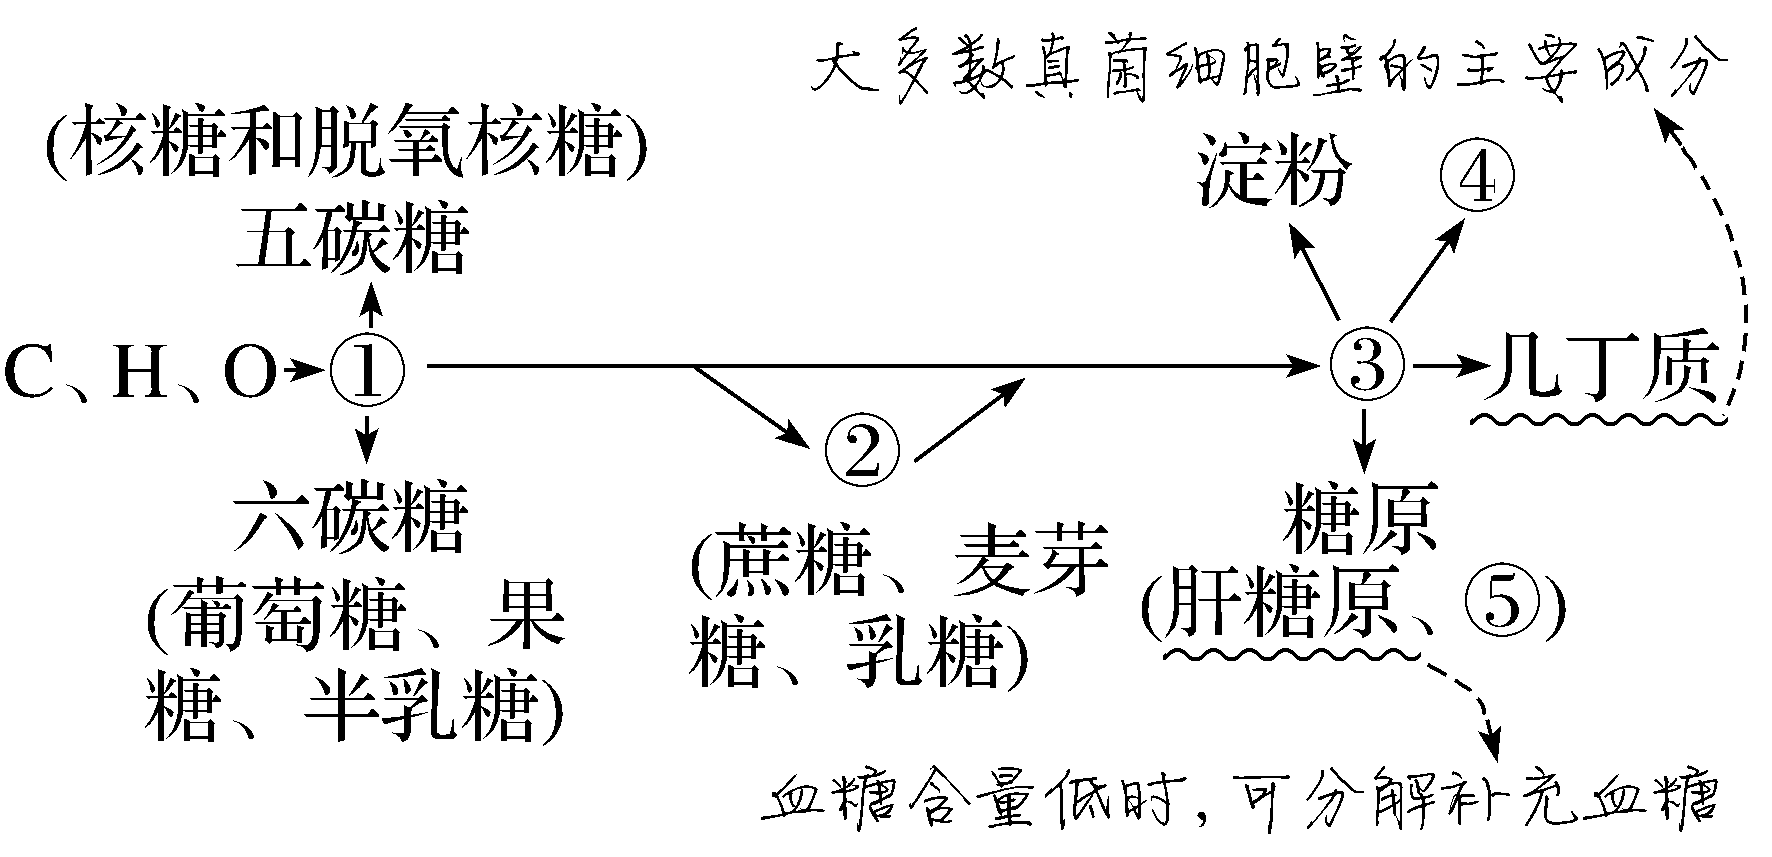 大多数真菌细胞壁的主要成分
(核糖和脱氧核糖)
淀粉 ④
五碳糖
C、H、O ① ③ 几丁质
②
六碳糖 糖原
(葡萄糖、果 (蔗糖、麦芽 (肝糖原、⑤)
糖、半乳糖) 糖、乳糖)
血糖含量低时,可分解补充血糖